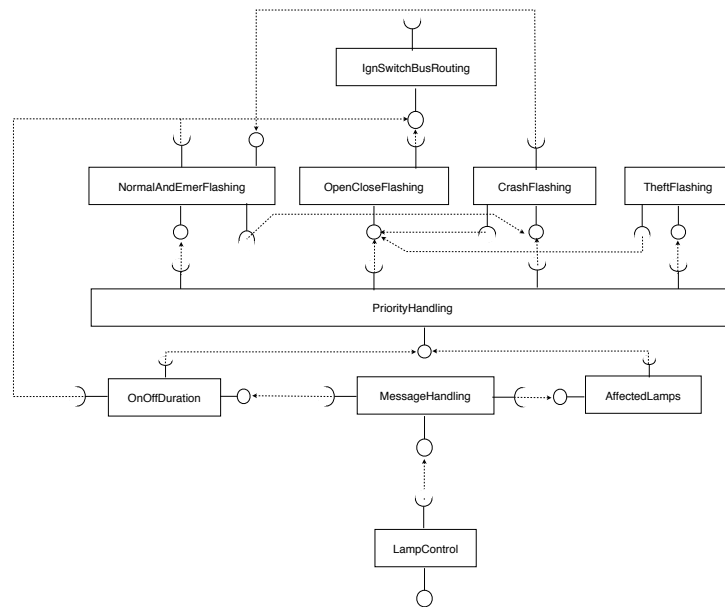 IgnSwitchBusRouting
NormalAndEmerFlashing
OpenCloseFlashing
CrashFlashing
TheftFlashing
PriorityHandling
OnOffDuration
MessageHandling
AffectedLamps
LampControl